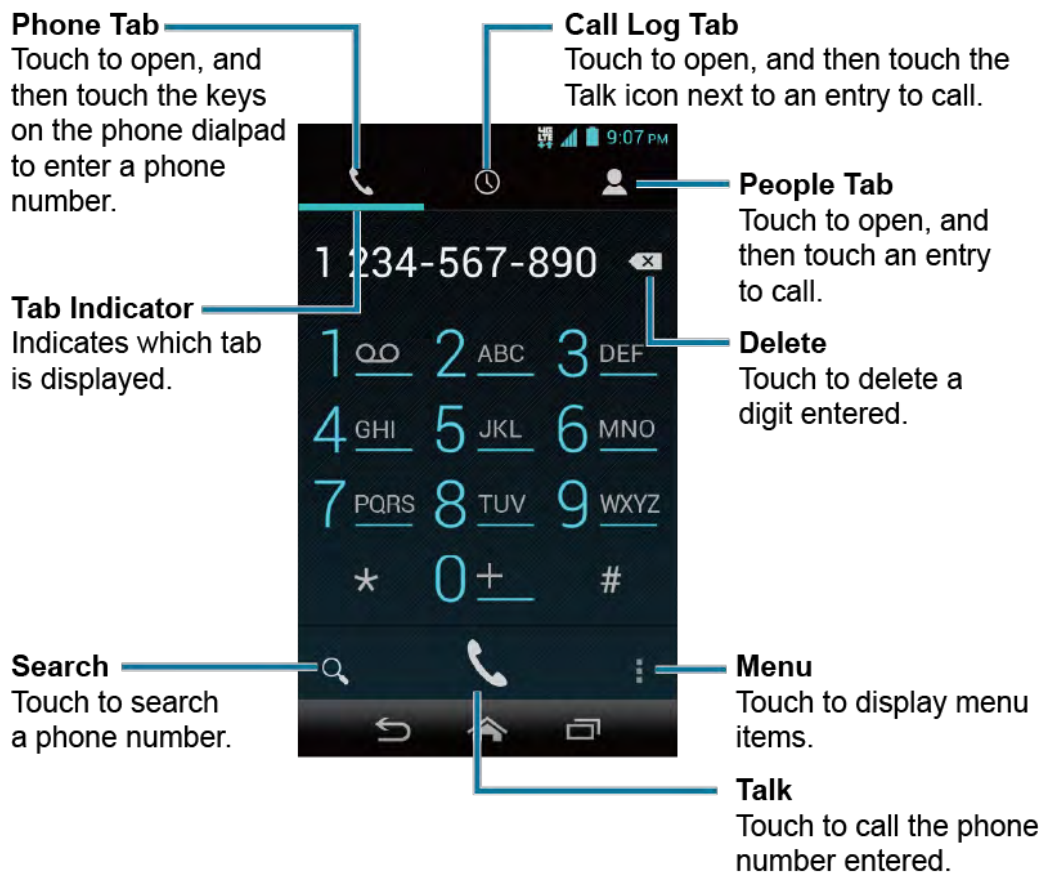 Phone Tab
Touch to open, and
then touch the keys
on the phone dialpad
to enter a phone
number.
Call Log Tab
Touch to open, and then touch the
Talk icon next to an entry to call.
4G
LTE
9:07 PM
People Tab
Touch to open, and
then touch an entry
to call.
1 234-567-890
Tab Indicator
Indicates which tab
is displayed.
Delete
Touch to delete a
digit entered.
1 2 ABC 3 DEF
4 GHI 5 JKL 6 MNO
7 PQRS 8 TUV 9 WXYZ
* 0 + #
Search
Touch to search
a phone number.
Menu
Touch to display menu
items.
Talk
Touch to call the phone
number entered.